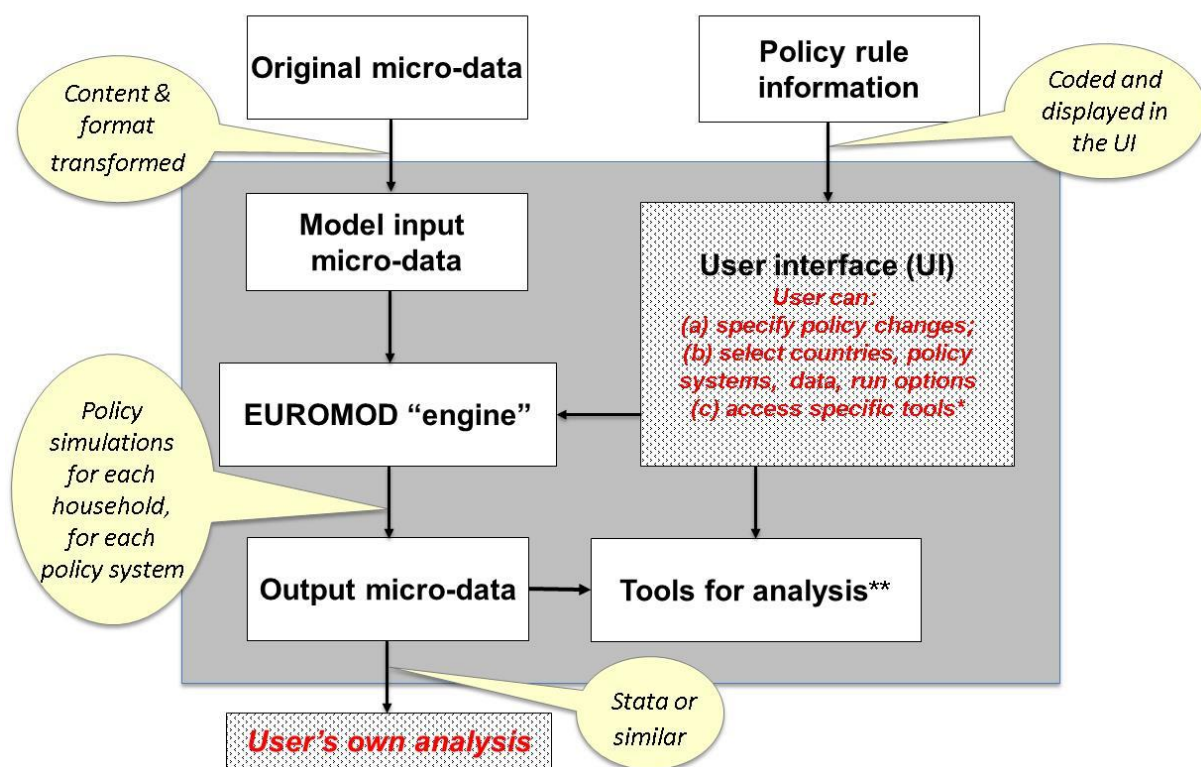 Original micro-data
Policy rule
information
Content &
format
transformed
Coded and
displayed in
the UI
Model input
micro-data
User interface (UI)
User can:
(a) specify policy changes;
(b) select countries, policy
systems, data, run options
(c) access specific tools*
EUROMOD “engine”
Policy
simulations
for each
household,
for each
policy system
Output micro-data
Tools for analysis**
Stata or
similar
User's own analysis